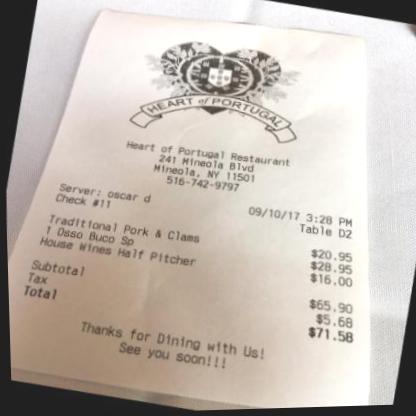 HEART of PORTUGAL
Heart of Portugal Restaurant
241 Mineola Blvd
Mineola, NY 11501
516-742-9797
Server: oscar d 09/10/17 3:28 PM
Check #11 Table D2
Traditional Pork & Clams $20.95
1 Osso Buco Sp $28.95
House Wines Half Pitcher $16.00
Subtotal $65.90
Tax $5.68
Total $71.58
Thanks for Dining with Us!
See you soon!!!